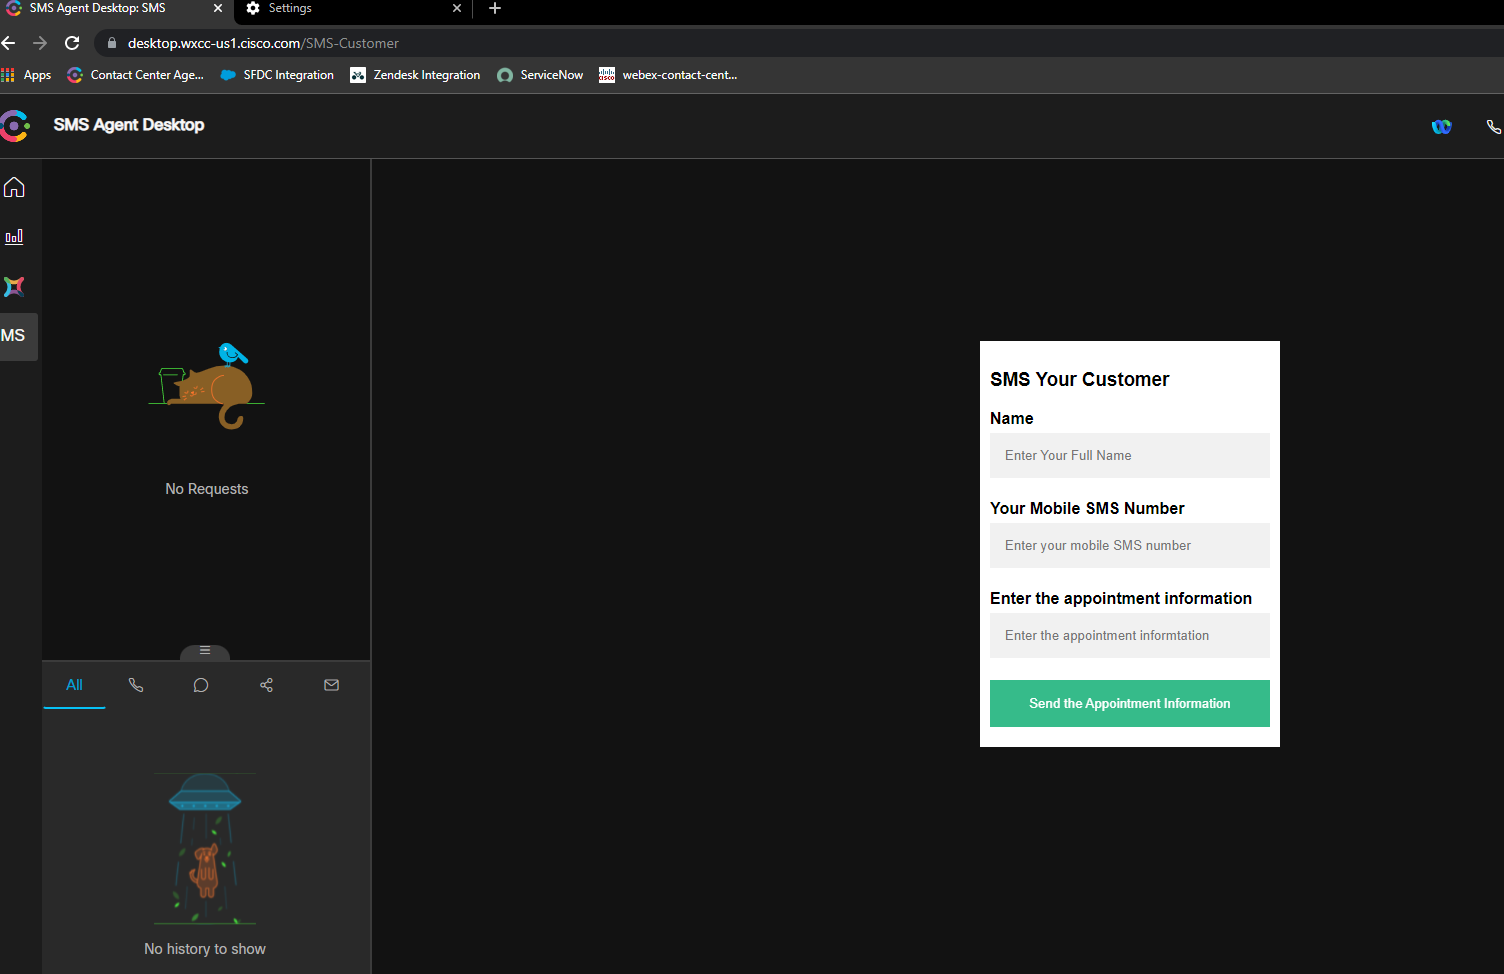 SMS Agent Desktop: SMS
Settings
desktop.wxcc-us1.cisco.com/SMS-Customer
Apps
Contact Center Age...
SFDC Integration
Zendesk Integration
ServiceNow
cisco
webex-contact-cent...
SMS Agent Desktop
MS
No Requests
All
No history to show
SMS Your Customer
Name
Enter Your Full Name
Your Mobile SMS Number
Enter your mobile SMS number
Enter the appointment information
Enter the appointment informtation
Send the Appointment Information